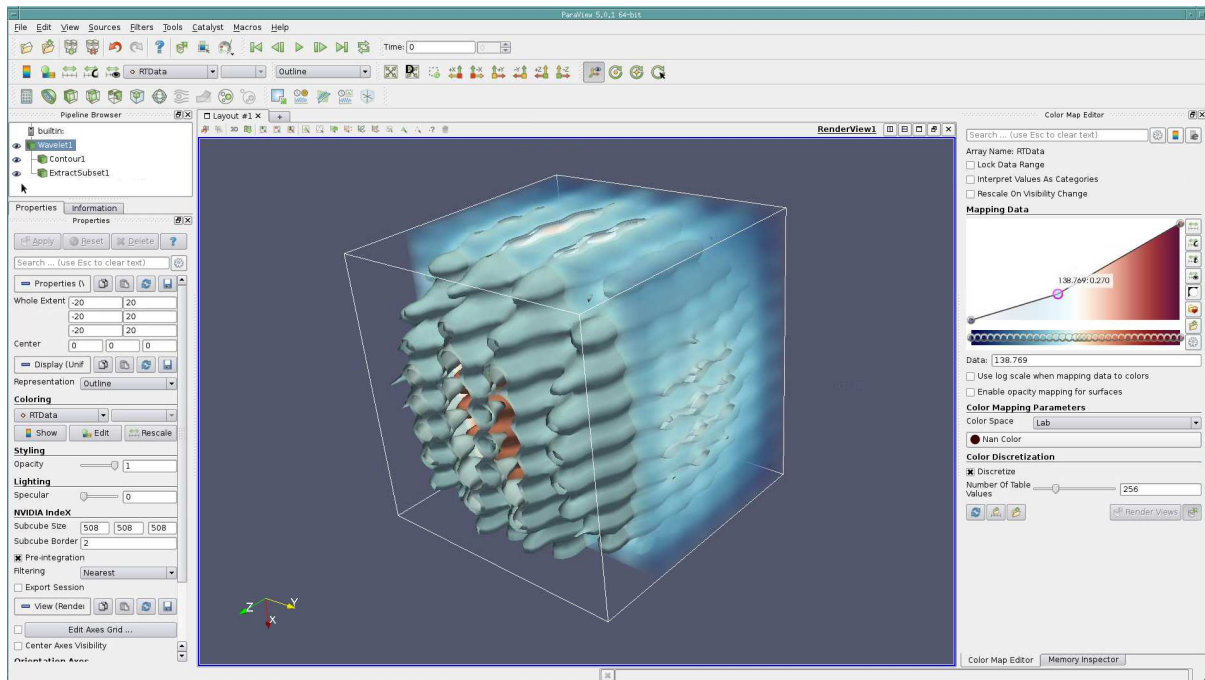 ParaView 5.0.1 64-bit
File Edit View Sources Filters Tools Catalyst Macros Help
Time: 0 0
RTData Outline
Pipeline Browser
builtin:
Wavelet1
Contour1
ExtractSubset1
Properties Information
Properties
Apply Reset Delete ?
Search ... (use Esc to clear text)
Properties (\
Whole Extent -20 20
-20 20
-20 20
Center 0 0 0
Display (Unif
Representation Outline
Coloring
RTData
Show Edit Rescale
Styling
Opacity 1
Lighting
Specular 0
NVIDIA IndeX
Subcube Size 508 508 508
Subcube Border 2
Pre-integration
Filtering Nearest
Export Session
View (Render
Edit Axes Grid ...
Center Axes Visibility
Orientation Axes
Layout #1 × +
3D
RenderView1
Z Y
X
Color Map Editor
Search ... (use Esc to clear text)
Array Name: RTData
Lock Data Range
Interpret Values As Categories
Rescale On Visibility Change
Mapping Data
138.769:0.270
Data: 138.769
Use log scale when mapping data to colors
Enable opacity mapping for surfaces
Color Mapping Parameters
Color Space Lab
Nan Color
Color Discretization
Discretize
Number Of Table
Values 256
Render Views
Color Map Editor Memory Inspector